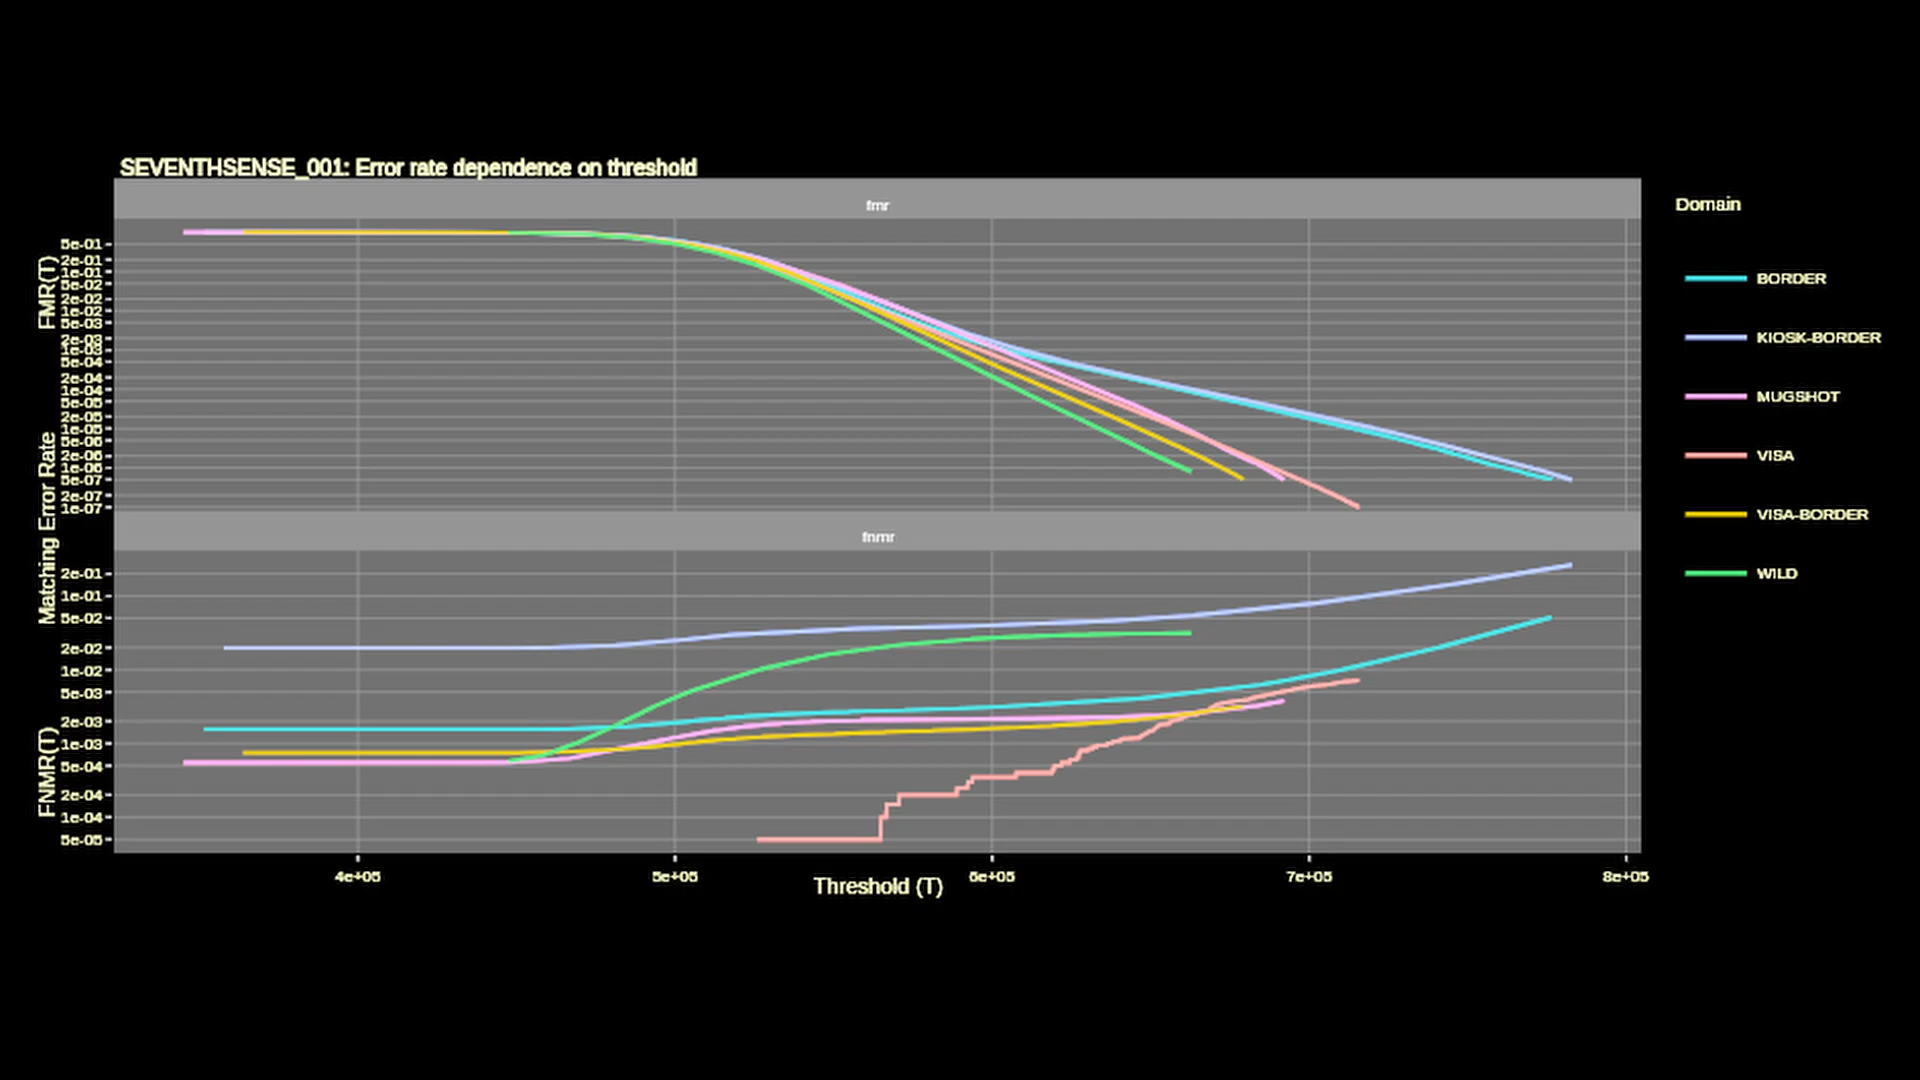 SEVENTHSENSE_001: Error rate dependence on threshold
fmr
FMR(T)
5e-01
2e-01
1e-01
5e-02
2e-02
1e-02
5e-03
2e-03
1e-03
5e-04
2e-04
1e-04
5e-05
2e-05
1e-05
5e-06
2e-06
1e-06
5e-07
2e-07
1e-07
Matching Error Rate
fnmr
FNMR(T)
2e-01
1e-01
5e-02
2e-02
1e-02
5e-03
2e-03
1e-03
5e-04
2e-04
1e-04
5e-05
4e+05
5e+05
6e+05
7e+05
8e+05
Threshold (T)
Domain
BORDER
KIOSK-BORDER
MUGSHOT
VISA
VISA-BORDER
WILD